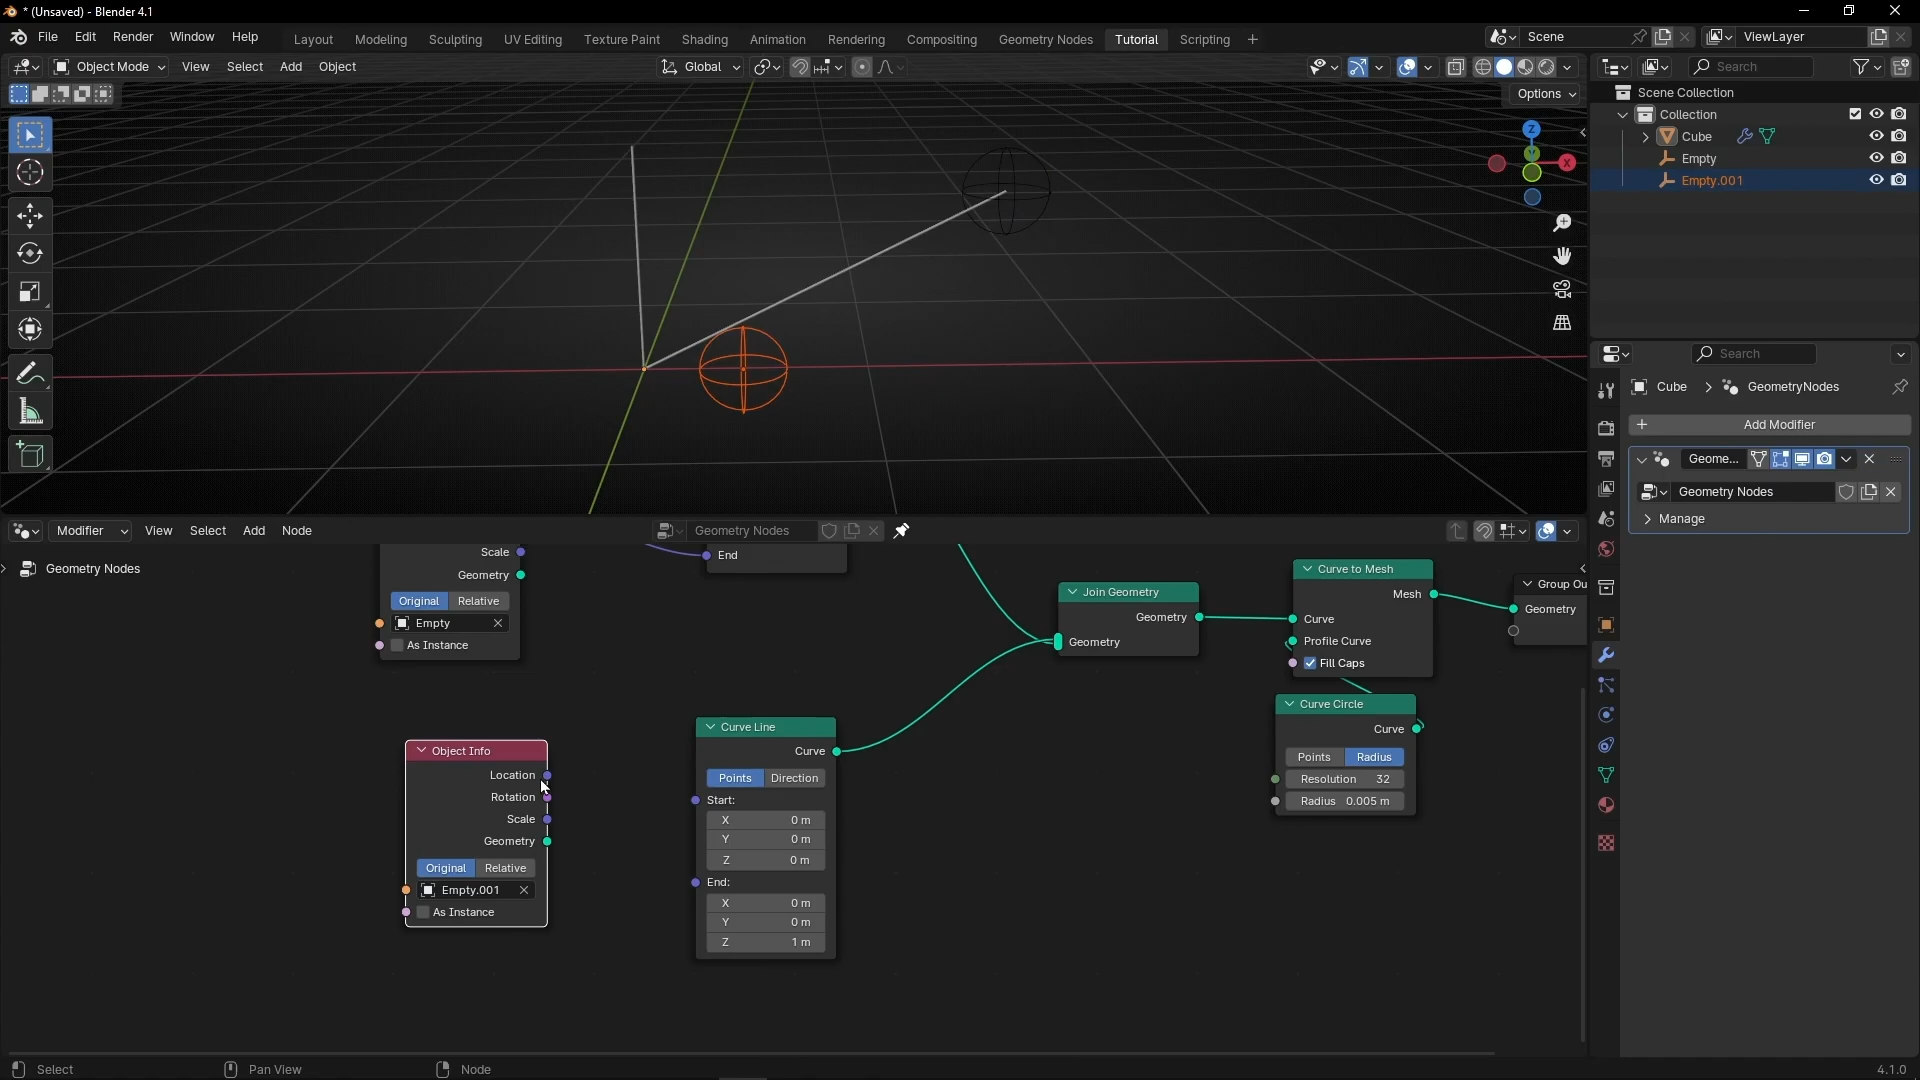 * (Unsaved) - Blender 4.1
File Edit Render Window Help
Layout Modeling Sculpting UV Editing Texture Paint Shading Animation Rendering Compositing Geometry Nodes Tutorial Scripting
Scene
ViewLayer
Object Mode View Select Add Object
Global
Options
Z
Y
X
Search
Scene Collection
Collection
Cube
Empty
Empty.001
Search
Cube > GeometryNodes
Add Modifier
Geome...
Geometry Nodes
Manage
Modifier View Select Add Node
Geometry Nodes
Geometry Nodes
Scale
Geometry
Original Relative
Empty
As Instance
End
Object Info
Location
Rotation
Scale
Geometry
Original Relative
Empty.001
As Instance
Curve Line
Curve
Points Direction
Start:
X 0 m
Y 0 m
Z 0 m
End:
X 0 m
Y 0 m
Z 1 m
Join Geometry
Geometry
Geometry
Curve to Mesh
Mesh
Curve
Profile Curve
Fill Caps
Curve Circle
Curve
Points Radius
Resolution 32
Radius 0.005 m
Group Ou
Geometry
Select
Pan View
Node
4.1.0